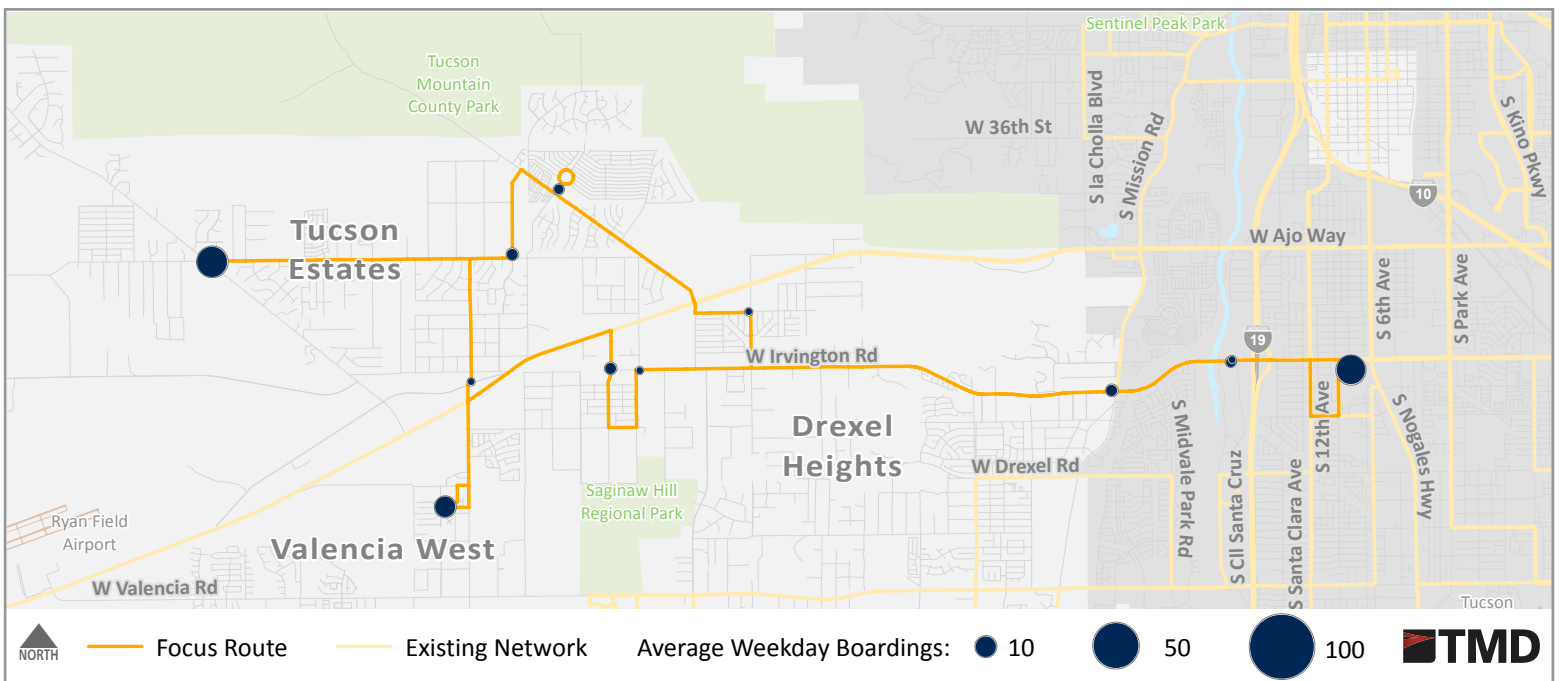 Sentinel Peak Park
Tucson
Mountain
County Park
S la Cholla Blvd
S Mission Rd
S Kino Pkwy
W 36th St
10
Tucson
Estates
W Ajo Way
S 6th Ave
S Park Ave
19
W Irvington Rd
S 12th Ave
Drexel
Heights
S Midvale Park Rd
S Nogales Hwy
W Drexel Rd
S Cll Santa Cruz
S Santa Clara Ave
Saginaw Hill
Regional Park
Ryan Field
Airport
Valencia West
W Valencia Rd
Tucson
NORTH
Focus Route
Existing Network
Average Weekday Boardings:
10
50
100
TMD